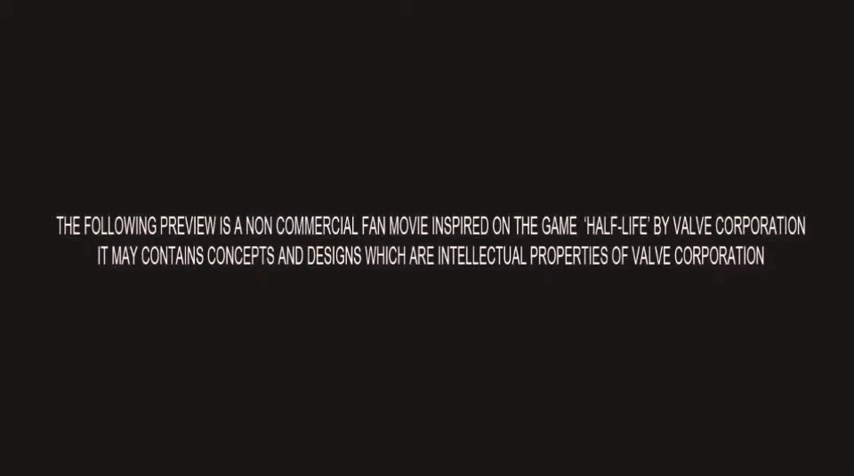 THE FOLLOWING PREVIEW IS A NON COMMERCIAL FAN MOVIE INSPIRED ON THE GAME 'HALF-LIFE' BY VALVE CORPORATION
IT MAY CONTAINS CONCEPTS AND DESIGNS WHICH ARE INTELLECTUAL PROPERTIES OF VALVE CORPORATION